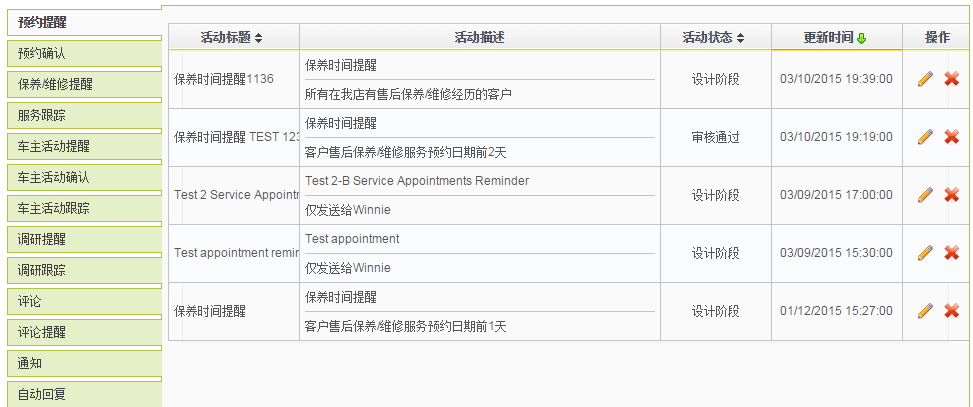 预约提醒
预约确认
保养/维修提醒
服务跟踪
车主活动提醒
车主活动确认
车主活动跟踪
调研提醒
调研跟踪
评论
评论提醒
通知
自动回复
活动标题 活动描述 活动状态 更新时间 操作
保养时间提醒1136 保养时间提醒 设计阶段 03/10/2015 19:39:00
所有在我店有售后保养/维修经历的客户
保养时间提醒 TEST 123 保养时间提醒 审核通过 03/10/2015 19:19:00
客户售后保养/维修服务预约日期前2天
Test 2 Service Appointm Test 2-B Service Appointments Reminder 设计阶段 03/09/2015 17:00:00
仅发送给Winnie
Test appointment remin Test appointment 设计阶段 03/09/2015 15:30:00
仅发送给Winnie
保养时间提醒 保养时间提醒 设计阶段 01/12/2015 15:27:00
客户售后保养/维修服务预约日期前1天